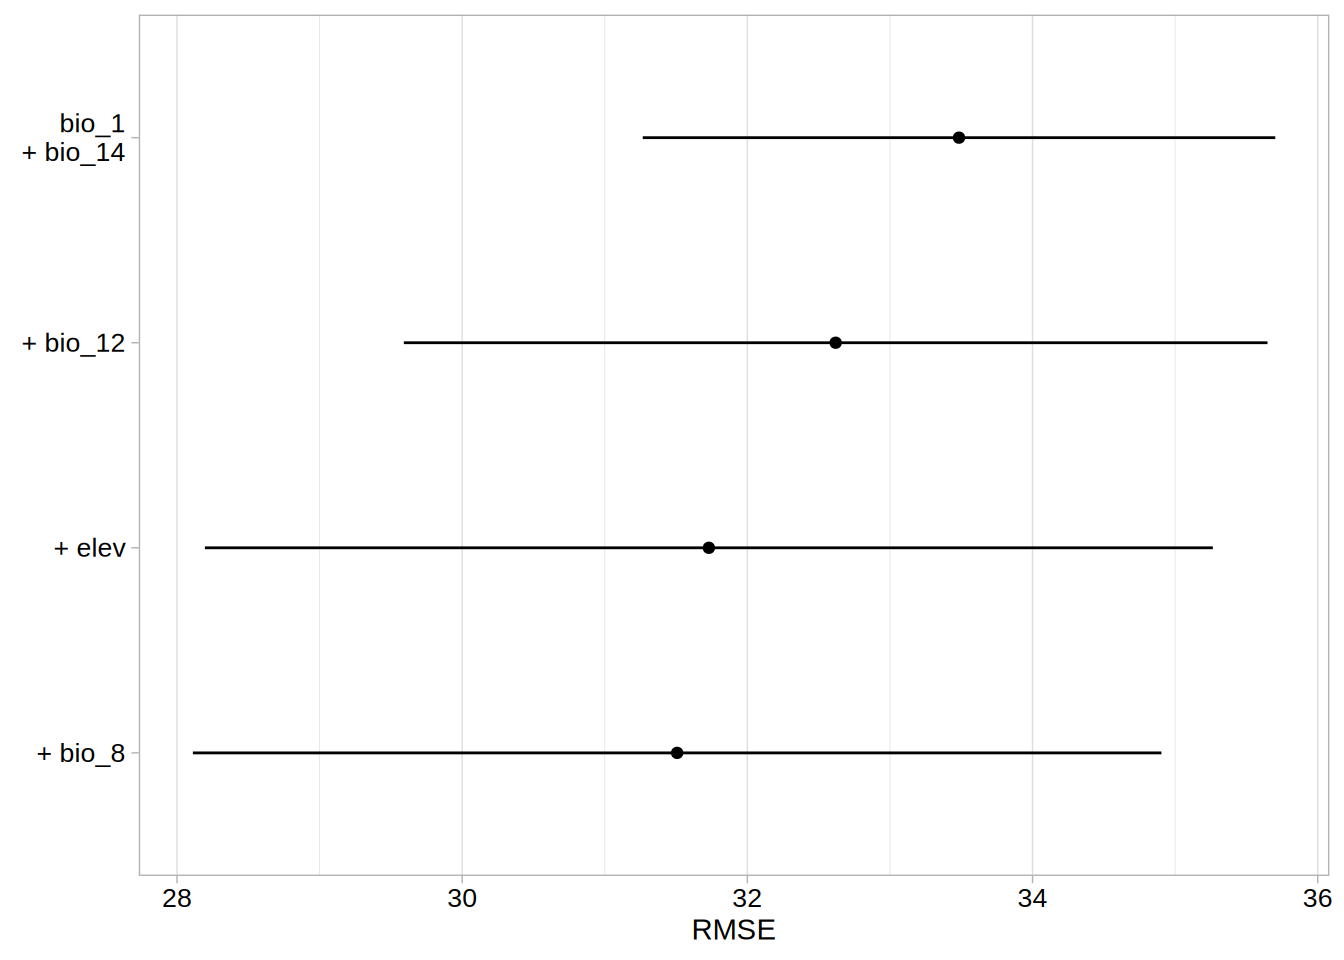 bio_1
+ bio_14
+ bio_12
+ elev
+ bio_8
28 30 32 34 36
RMSE